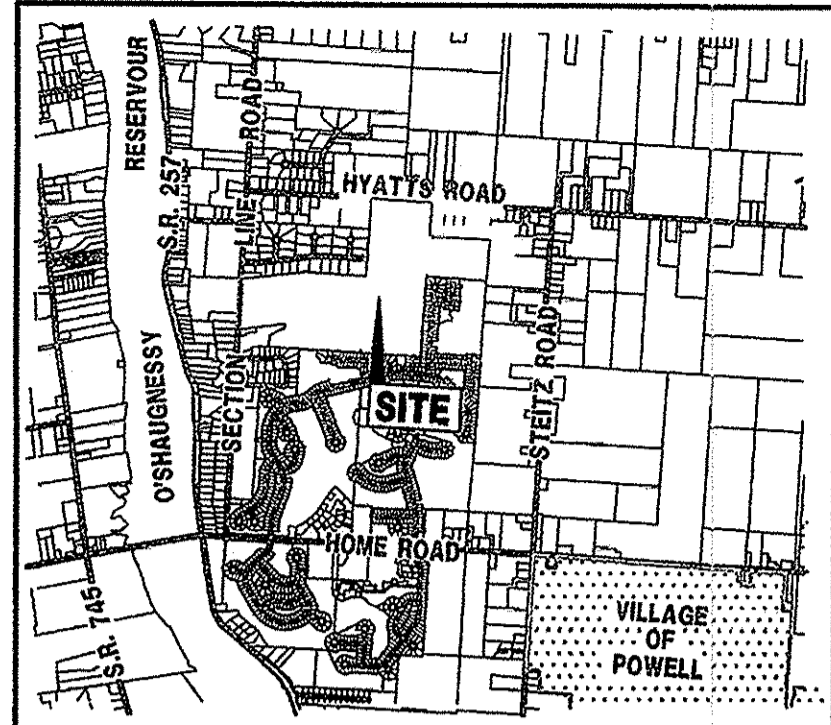 RESERVOUR
S.R. 257
LINE ROAD
HYATTS ROAD
O'SHAUGNESSY
SECTION
SITE
STEITZ ROAD
HOME ROAD
S.R. 745
VILLAGE
OF
POWELL